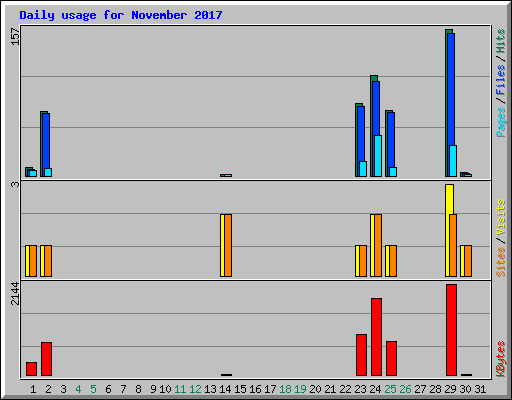 Daily usage for November 2017
157
3
2144
Pages/Files/Hits
Sites/Visits
KBytes
1 2 3 4 5 6 7 8 9 10 11 12 13 14 15 16 17 18 19 20 21 22 23 24 25 26 27 28 29 30 31